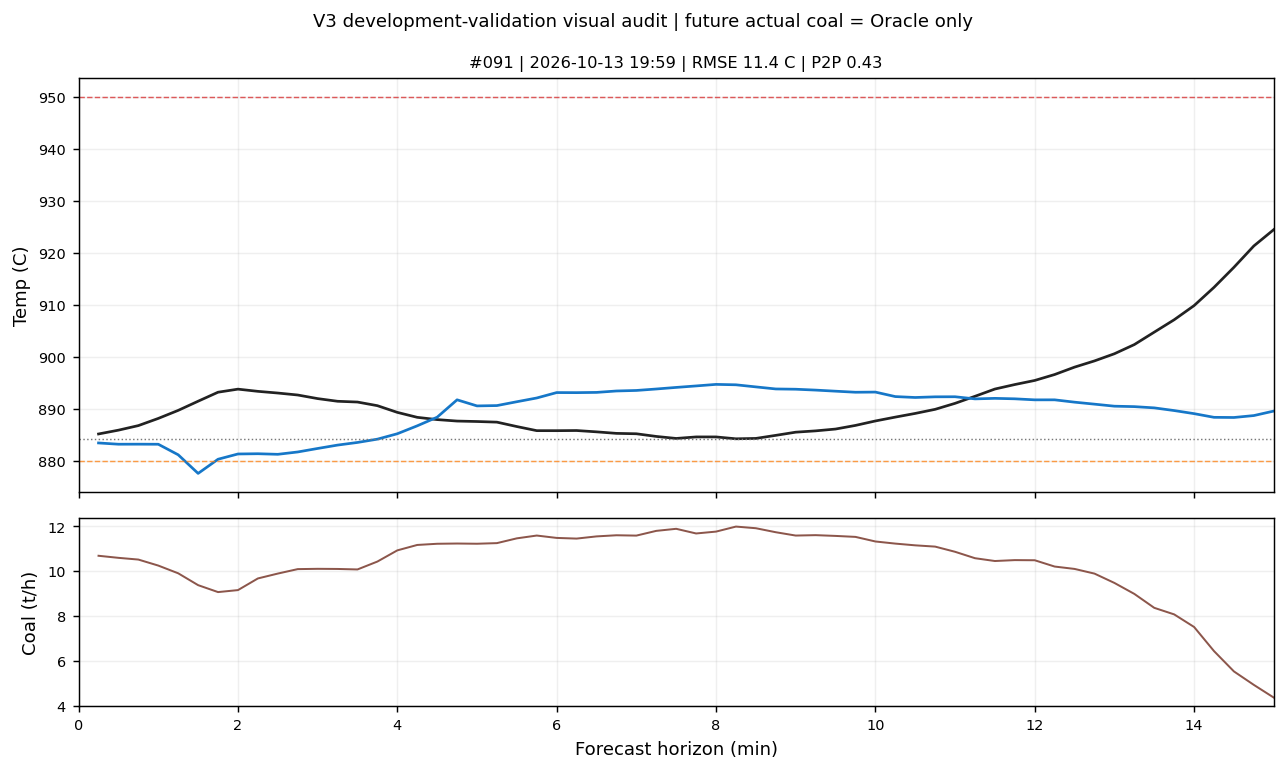 V3 development-validation visual audit | future actual coal = Oracle only
#091 | 2026-10-13 19:59 | RMSE 11.4 C | P2P 0.43
950
940
930
920
910
900
890
880
Temp (C)
12
10
8
6
4
Coal (t/h)
0 2 4 6 8 10 12 14
Forecast horizon (min)